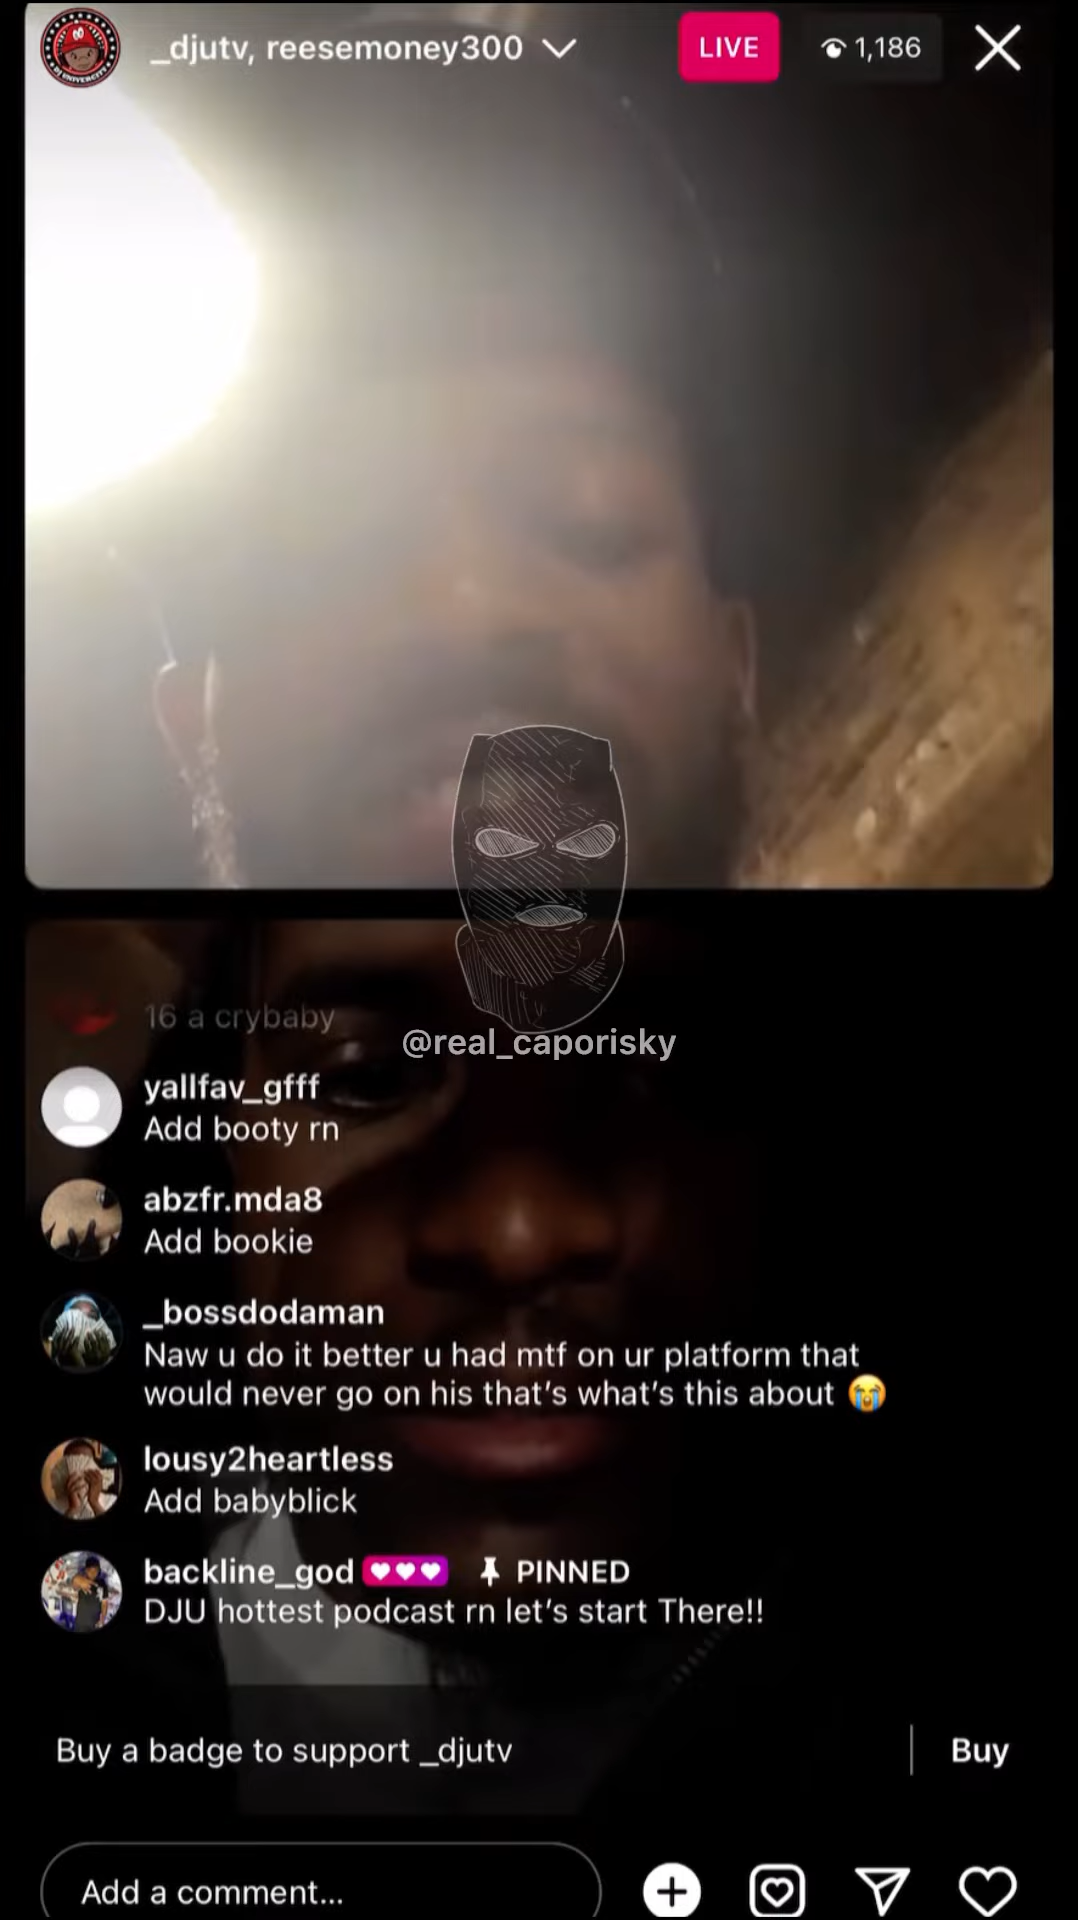 _djutv, reesemoney300
LIVE
1,186
16 a crybaby
@real_caporisky
yallfav_gfff
Add booty rn
abzfr.mda8
Add bookie
_bossdodaman
Naw u do it better u had mtf on ur platform that
would never go on his that’s what’s this about 😭
lousy2heartless
Add babyblick
backline_god PINNED
DJU hottest podcast rn let’s start There!!
Buy a badge to support _djutv
Buy
Add a comment...